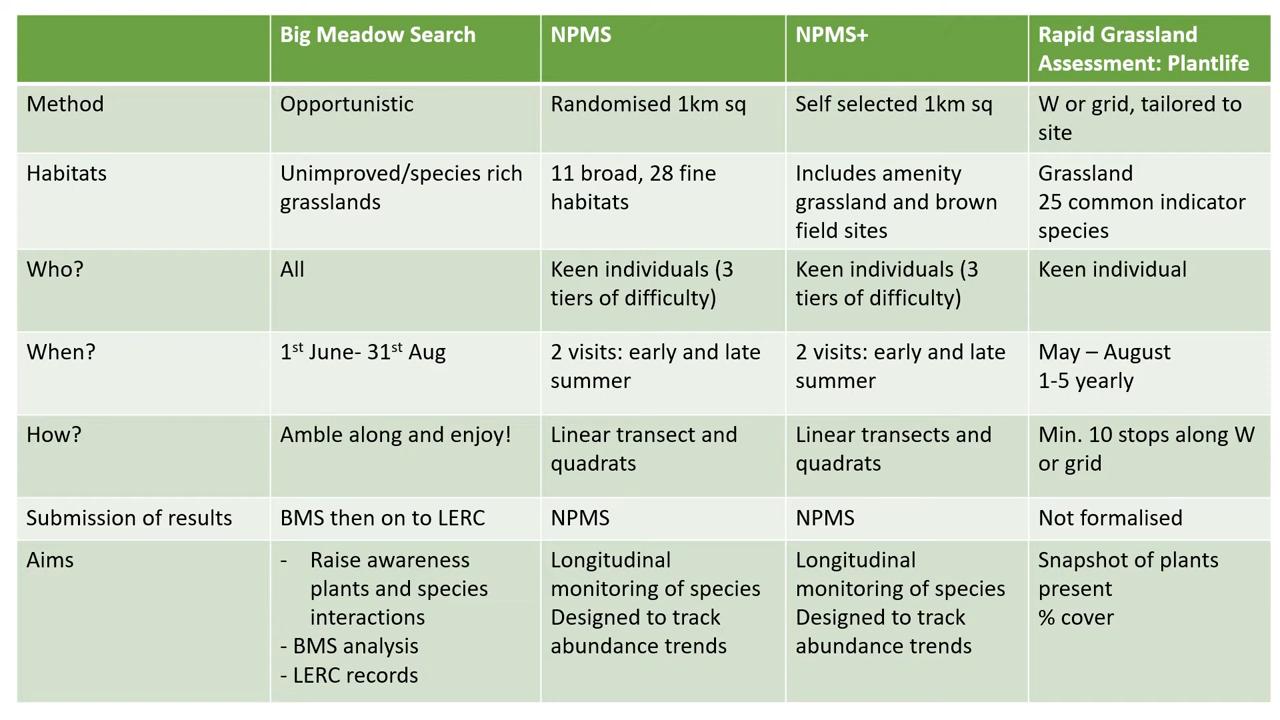 Big Meadow Search
NPMS
NPMS+
Rapid Grassland
Assessment: Plantlife
Method
Opportunistic
Randomised 1km sq
Self selected 1km sq
W or grid, tailored to
site
Habitats
Unimproved/species rich
grasslands
11 broad, 28 fine
habitats
Includes amenity
grassland and brown
field sites
Grassland
25 common indicator
species
Who?
All
Keen individuals (3
tiers of difficulty)
Keen individuals (3
tiers of difficulty)
Keen individual
When?
1st June- 31st Aug
2 visits: early and late
summer
2 visits: early and late
summer
May – August
1-5 yearly
How?
Amble along and enjoy!
Linear transect and
quadrats
Linear transects and
quadrats
Min. 10 stops along W
or grid
Submission of results
BMS then on to LERC
NPMS
NPMS
Not formalised
Aims
- Raise awareness
plants and species
interactions
- BMS analysis
- LERC records
Longitudinal
monitoring of species
Designed to track
abundance trends
Longitudinal
monitoring of species
Designed to track
abundance trends
Snapshot of plants
present
% cover